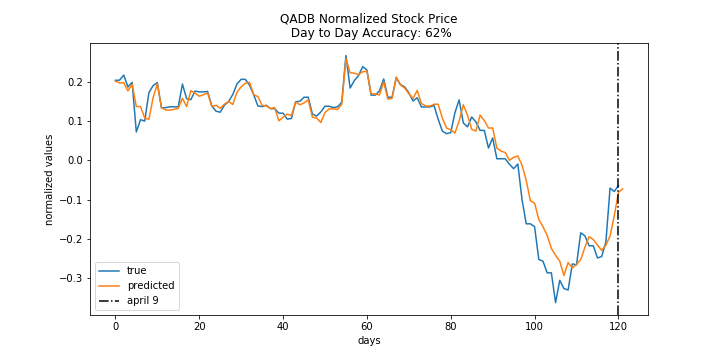 QADB Normalized Stock Price
Day to Day Accuracy: 62%
normalized values
0.2
0.1
0.0
−0.1
−0.2
−0.3
true
predicted
april 9
0
20
40
60
80
100
120
days